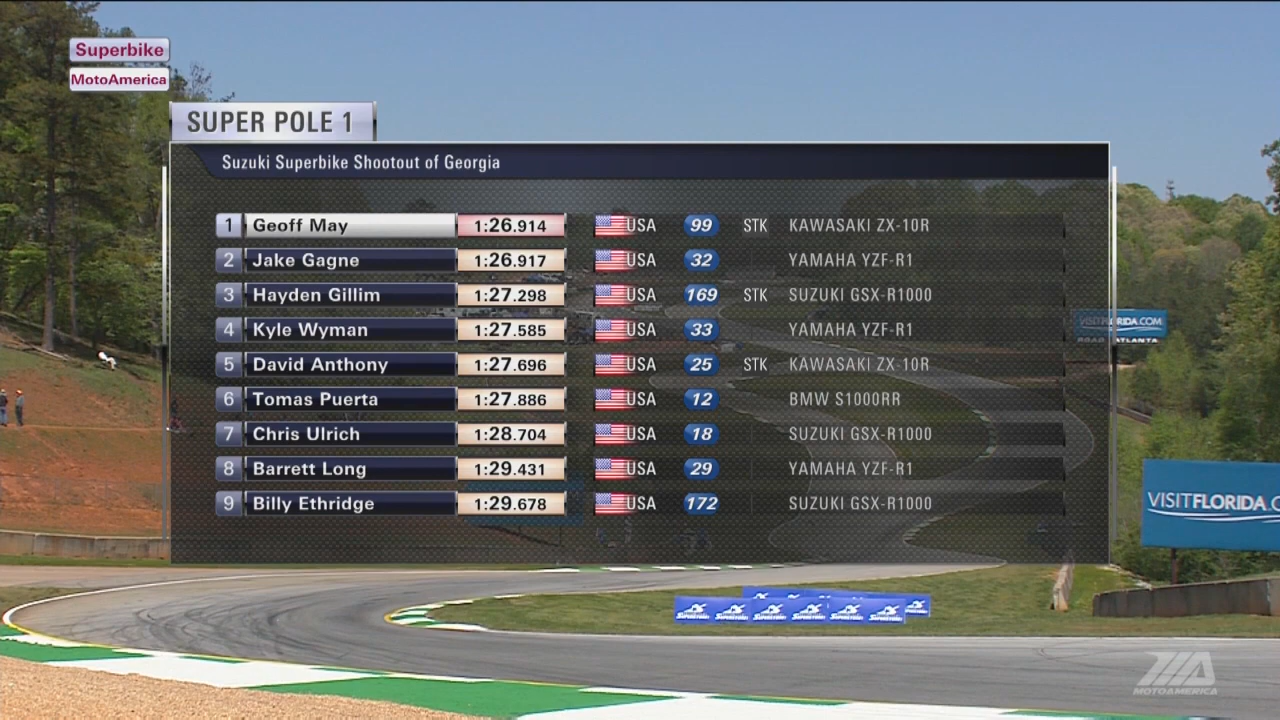 Superbike
MotoAmerica
SUPER POLE 1
Suzuki Superbike Shootout of Georgia
1 Geoff May 1:26.914 USA 99 STK KAWASAKI ZX-10R
2 Jake Gagne 1:26.917 USA 32 YAMAHA YZF-R1
3 Hayden Gillim 1:27.298 USA 169 STK SUZUKI GSX-R1000
4 Kyle Wyman 1:27.585 USA 33 YAMAHA YZF-R1
5 David Anthony 1:27.696 USA 25 STK KAWASAKI ZX-10R
6 Tomas Puerta 1:27.886 USA 12 BMW S1000RR
7 Chris Ulrich 1:28.704 USA 18 SUZUKI GSX-R1000
8 Barrett Long 1:29.431 USA 29 YAMAHA YZF-R1
9 Billy Ethridge 1:29.678 USA 172 SUZUKI GSX-R1000
VISITFLORIDA.COM
ROAD ATLANTA
VISITFLORIDA.C
MOTOAMERICA